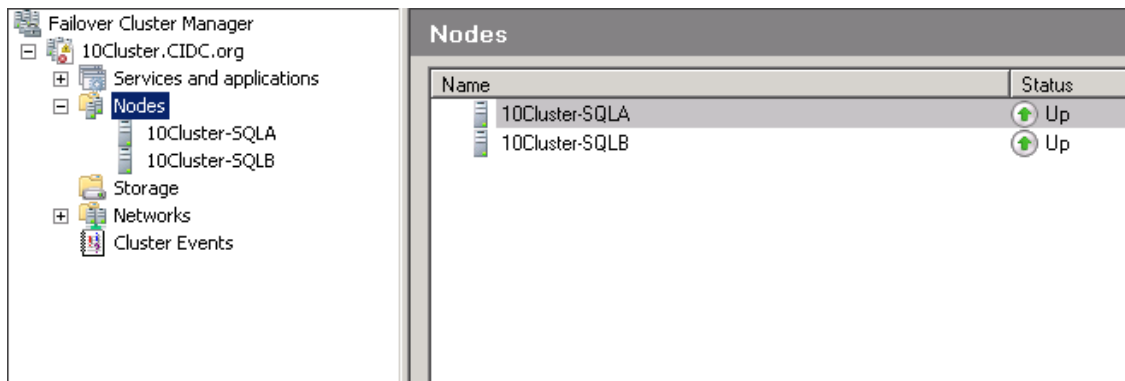 Failover Cluster Manager
10Cluster.CIDC.org
Services and applications
Nodes
10Cluster-SQLA
10Cluster-SQLB
Storage
Networks
Cluster Events
Nodes
Name Status
10Cluster-SQLA Up
10Cluster-SQLB Up